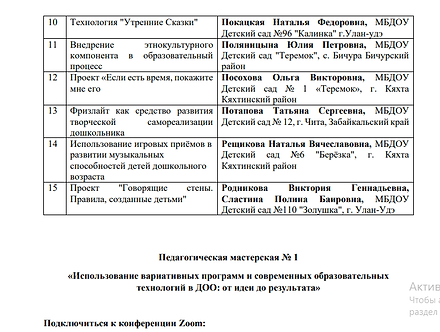 10 Технология "Утренние Сказки" Покацкая Наталья Федоровна, МБДОУ
Детский сад №96 "Калинка" г.Улан-удэ
11 Внедрение этнокультурного Поляницына Юлия Петровна, МБДОУ
компонента в образовательный Детский сад "Теремок", с. Бичура Бичурский
процесс район
12 Проект «Если есть время, покажите Посохова Ольга Викторовна, МБДОУ
мне его Детский сад № 1 «Теремок», г. Кяхта
Кяхтинский район
13 Фризлайт как средство развития Потапова Татьяна Сергеевна, МБДОУ
творческой самореализации Детский сад № 12, г. Чита, Забайкальский край
дошкольника
14 Использование игровых приёмов в Рещикова Наталья Вячеславовна, МБДОУ
развитии музыкальных Детский сад №6 "Берёзка", г. Кяхта
способностей детей дошкольного Кяхтинский район
возраста
15 Проект "Говорящие стены. Родникова Виктория Геннадьевна,
Правила, созданные детьми" Сластина Полина Баировна, МБДОУ
Детский сад №110 "Золушка", г. Улан-Удэ
Педагогическая мастерская № 1
«Использование вариативных программ и современных образовательных
технологий в ДОО: от идеи до результата»
Актив
Чтобы а
раздел
Подключиться к конференции Zoom: